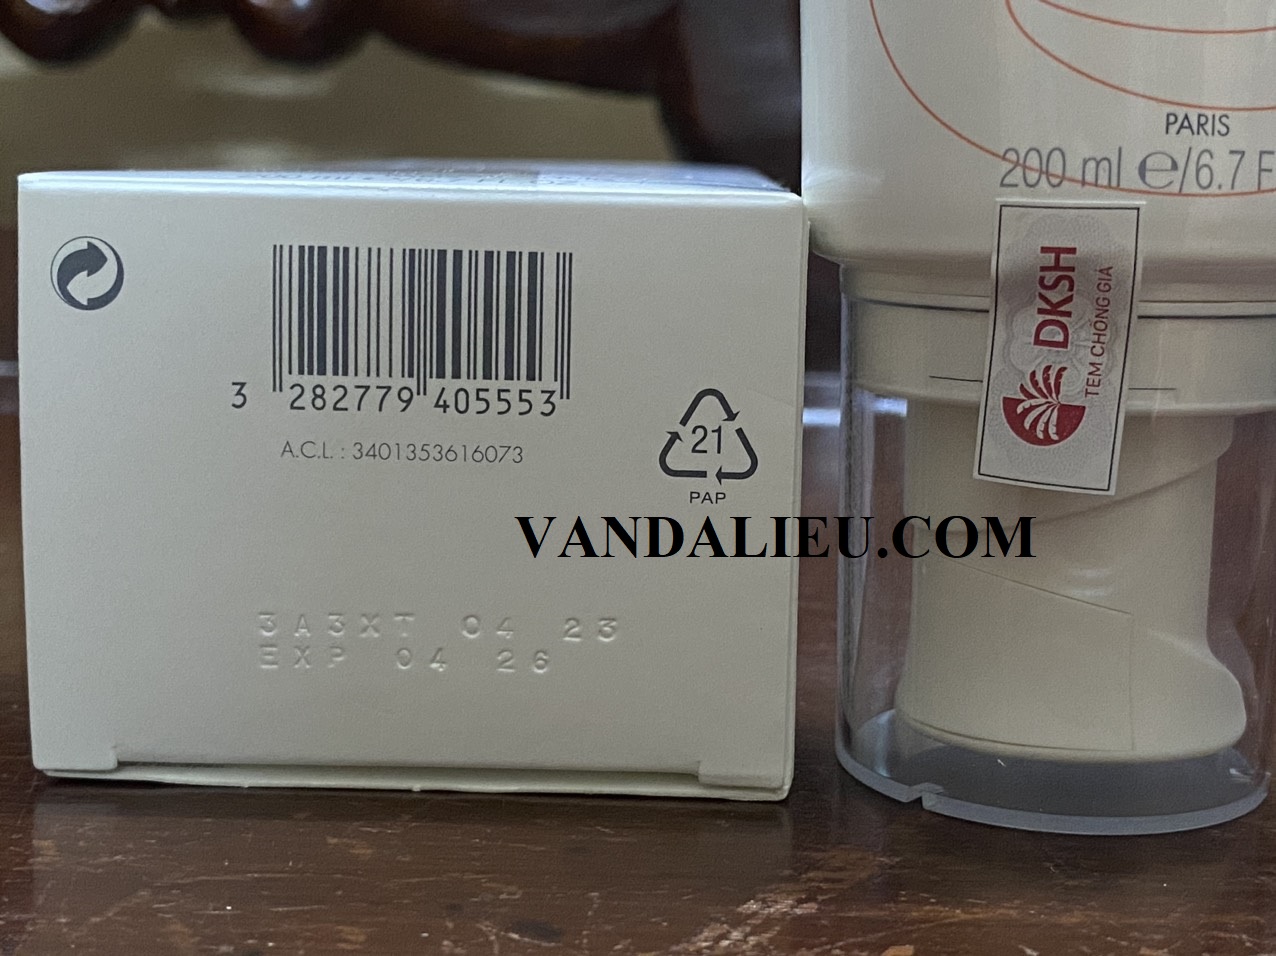 PARIS
200 ml e/6.7 F
DKSH
TEM CHỐNG GIẢ
3 282779 405553
A.C.L. : 3401353616073
21
PAP
VANDALIEU.COM
3A3XT 04 23
EXP 04 26